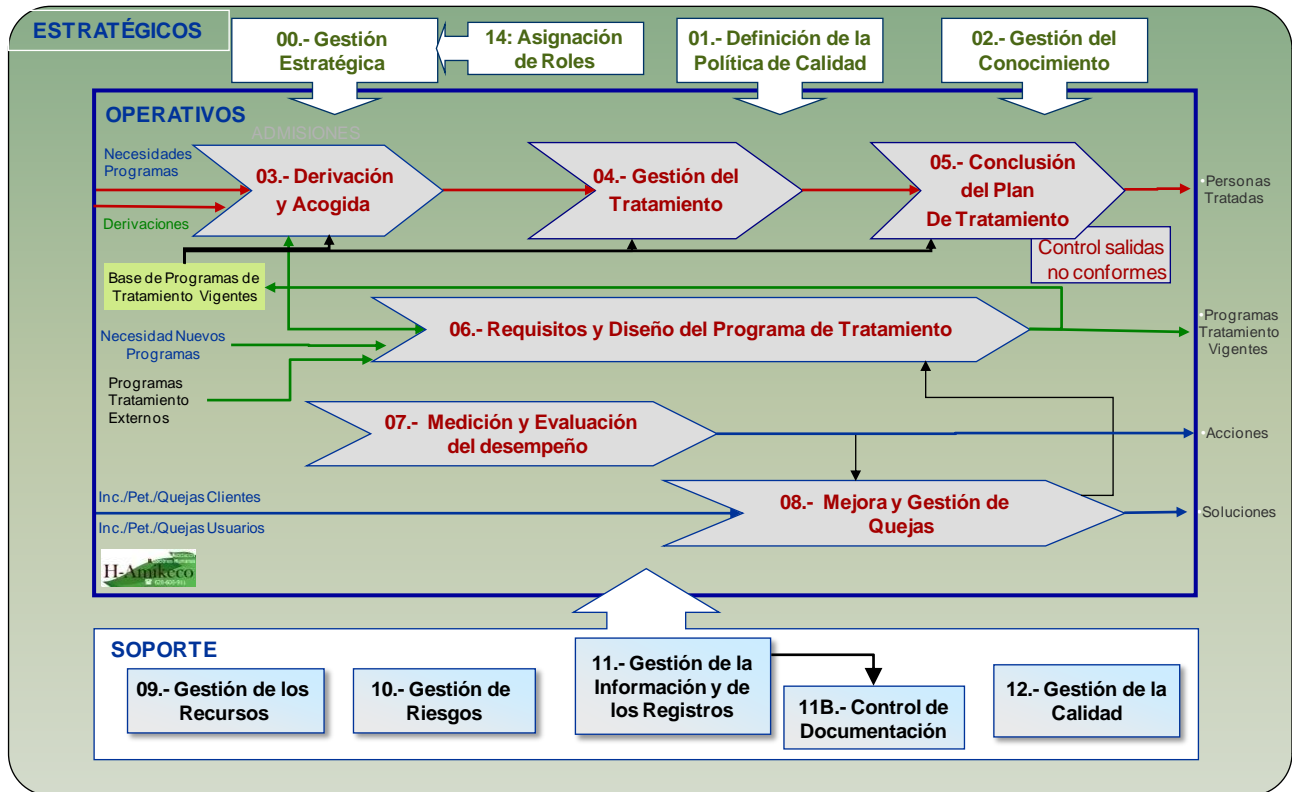 ESTRATÉGICOS
00.- Gestión
Estratégica
14: Asignación
de Roles
01.- Definición de la
Política de Calidad
02.- Gestión del
Conocimiento
OPERATIVOS
ADMISIONES
Necesidades
Programas
03.- Derivación
y Acogida
04.- Gestión del
Tratamiento
05.- Conclusión
del Plan
De Tratamiento
•Personas
Tratadas
Derivaciones
Control salidas
no conformes
Base de Programas de
Tratamiento Vigentes
06.- Requisitos y Diseño del Programa de Tratamiento
•Programas
Tratamiento
Vigentes
Necesidad Nuevos
Programas
Programas
Tratamiento
Externos
07.- Medición y Evaluación
del desempeño
•Acciones
Inc./Pet./Quejas Clientes
08.- Mejora y Gestión de
Quejas
•Soluciones
Inc./Pet./Quejas Usuarios
H-Amikeco
SOPORTE
09.- Gestión de los
Recursos
10.- Gestión de
Riesgos
11.- Gestión de la
Información y de
los Registros
11B.- Control de
Documentación
12.- Gestión de la
Calidad